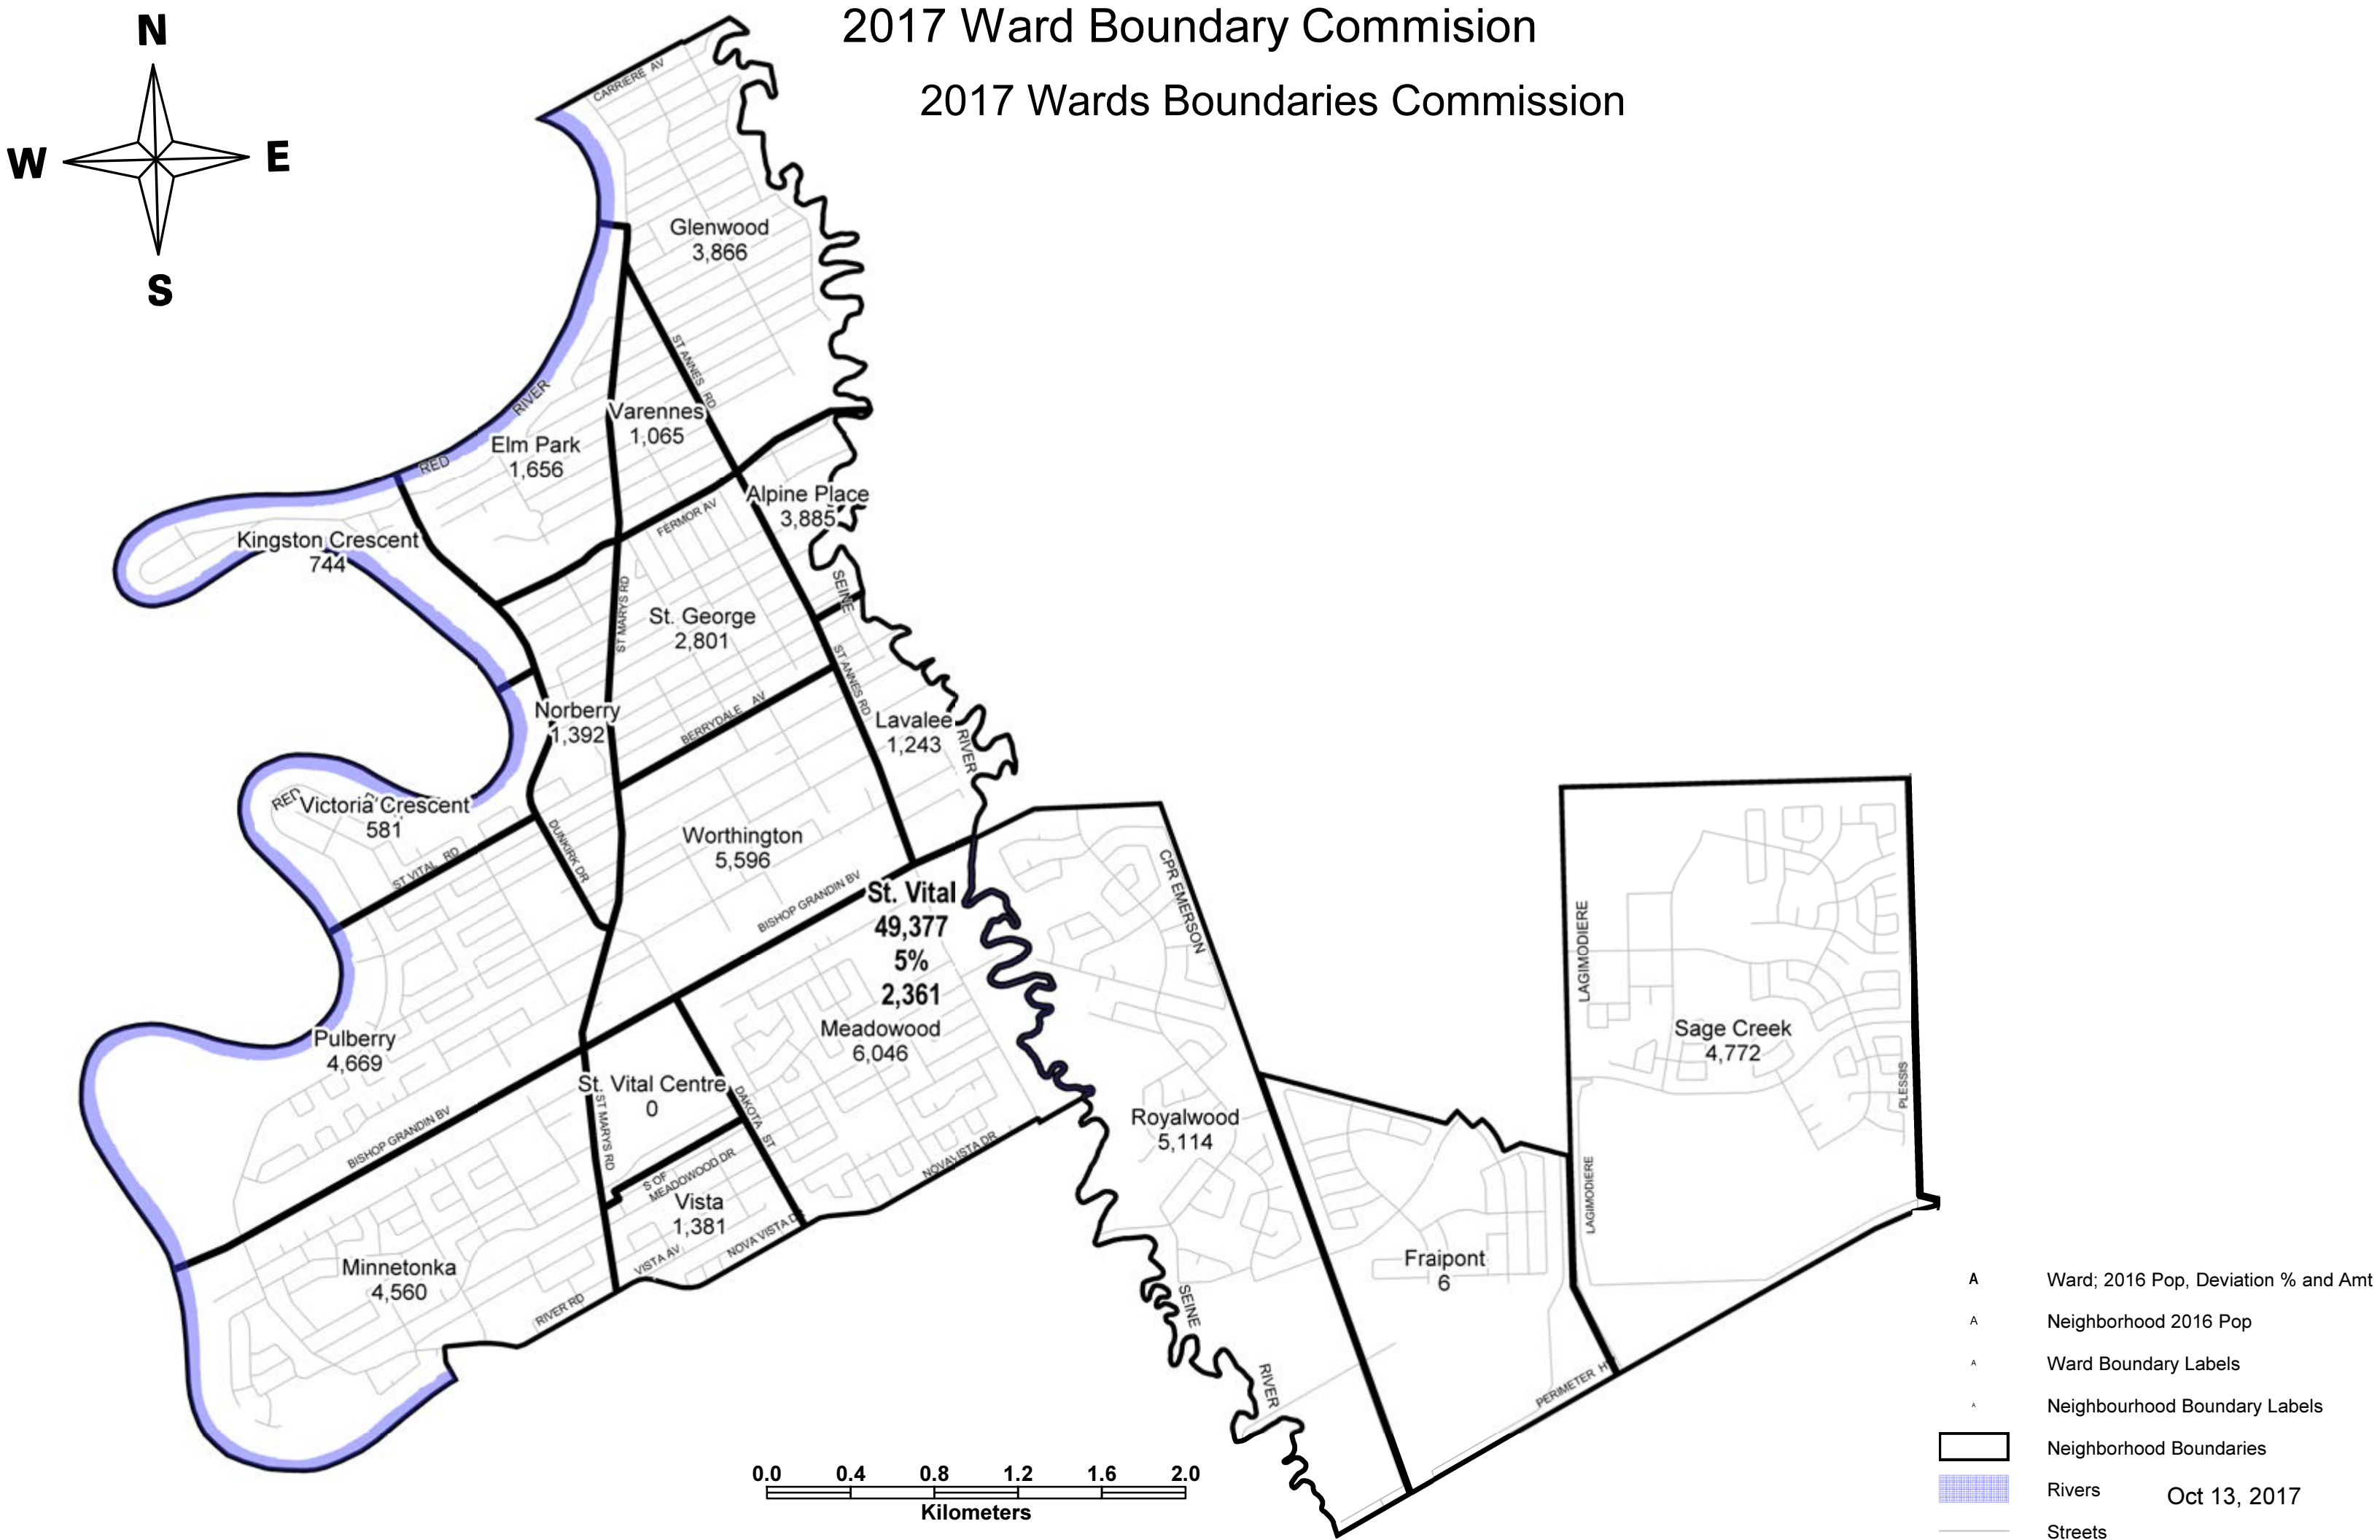 2017 Ward Boundary Commision
2017 Wards Boundaries Commission
N
W
E
S
CARRIERE AV
Glenwood
3,866
ST ANNES RD
RIVER
RED
Varennes
1,065
Elm Park
1,656
Alpine Place
3,885
FERMOR AV
Kingston Crescent
744
SEINE
ST MARYS RD
St. George
2,801
ST ANNES RD
Norberry
1,392
BERRYDALE AV
Lavalee
1,243
RIVER
RED
Victoria Crescent
581
ST VITAL RD
DUNKIRK DR
Worthington
5,596
BISHOP GRANDIN BV
St. Vital
49,377
5%
2,361
CPR EMERSON
LAGIMODIERE
Meadowood
6,046
Sage Creek
4,772
PLESSIS
Pulberry
4,669
St. Vital Centre
0
DAKOTA ST
ST MARYS RD
BISHOP GRANDIN BV
Royalwood
5,114
NOVAVISTA DR
S OF
MEADOWOOD DR
LAGIMODIERE
Vista
1,381
VISTA AV
NOVA VISTA D
Minnetonka
4,560
RIVER RD
Fraipont
6
SEINE
RIVER
PERIMETER H
0.0 0.4 0.8 1.2 1.6 2.0
Kilometers
A Ward; 2016 Pop, Deviation % and Amt
A Neighborhood 2016 Pop
A Ward Boundary Labels
A Neighbourhood Boundary Labels
Neighborhood Boundaries
Rivers
Oct 13, 2017
Streets